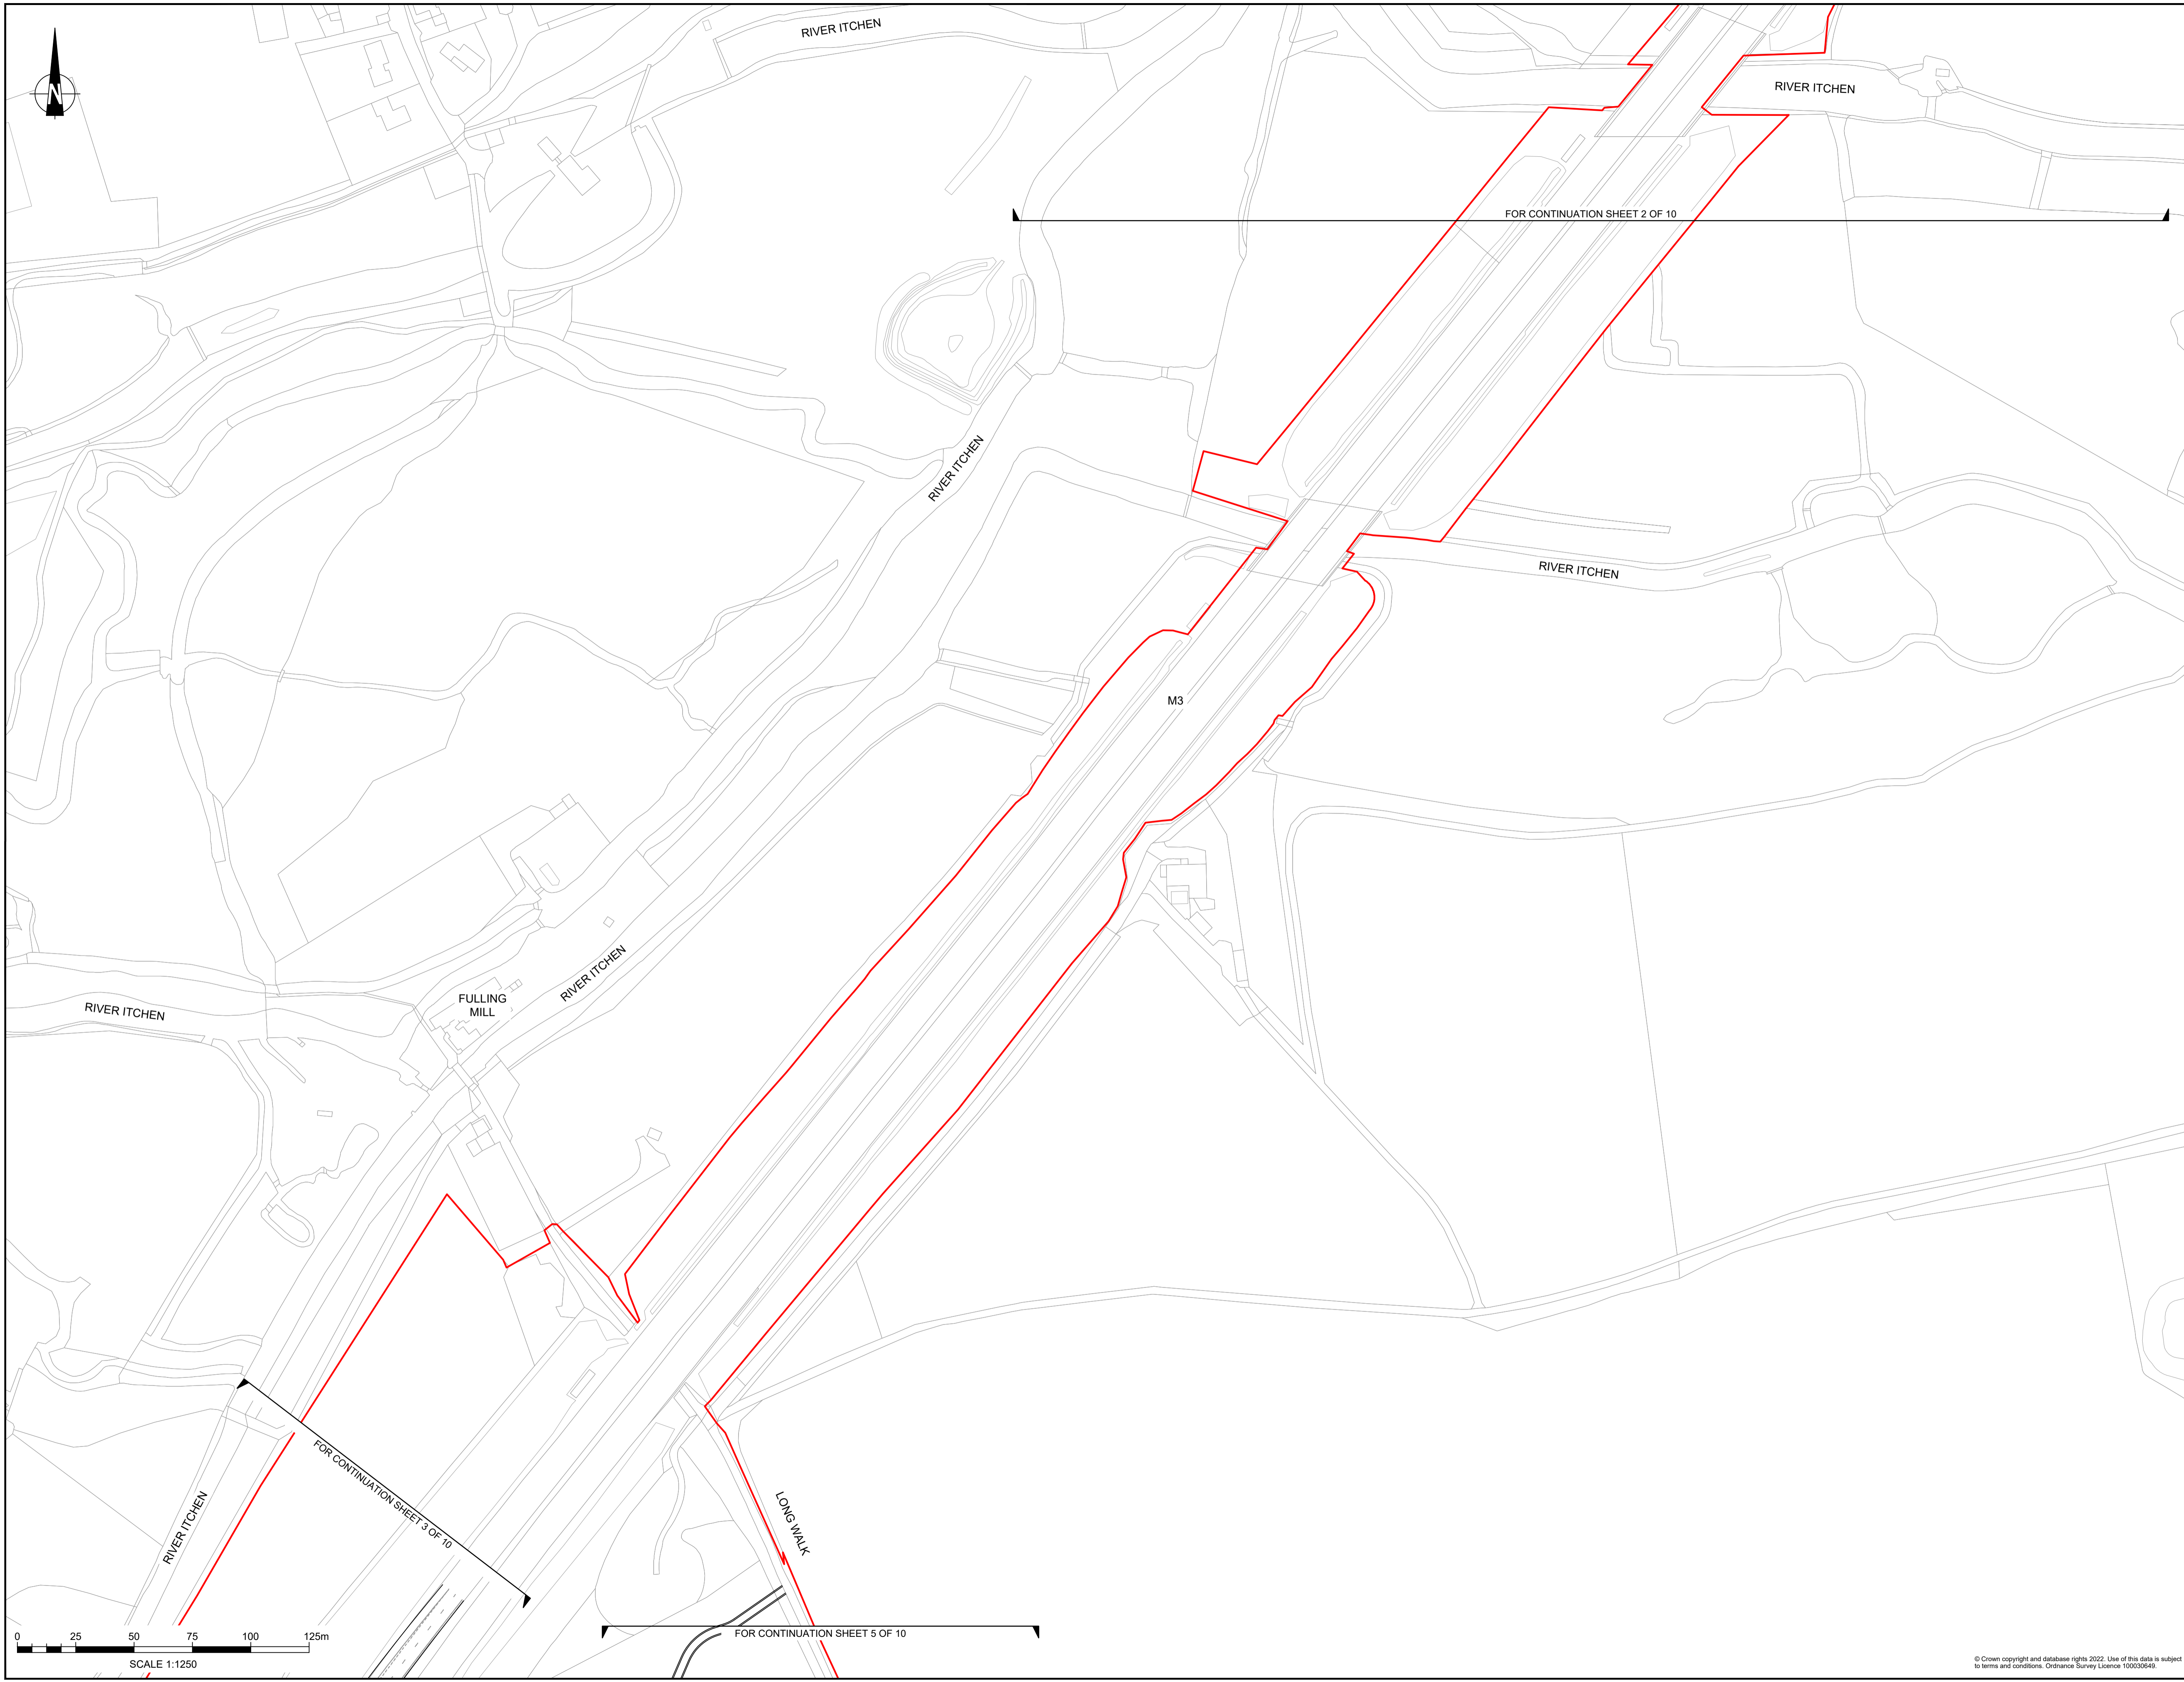 RIVER ITCHEN
N
RIVER ITCHEN
FOR CONTINUATION SHEET 2 OF 10
RIVER ITCHEN
RIVER ITCHEN
M3
RIVER ITCHEN
FULLING
MILL
RIVER ITCHEN
FOR CONTINUATION SHEET 3 OF 10
RIVER ITCHEN
LONG WALK
FOR CONTINUATION SHEET 5 OF 10
0 25 50 75 100 125m
SCALE 1:1250
© Crown copyright and database rights 2022. Use of this data is subject
to terms and conditions. Ordnance Survey Licence 100030649.